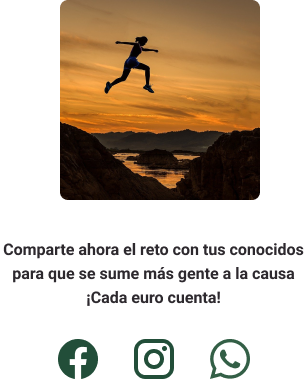 Comparte ahora el reto con tus conocidos
para que se sume más gente a la causa
¡Cada euro cuenta!